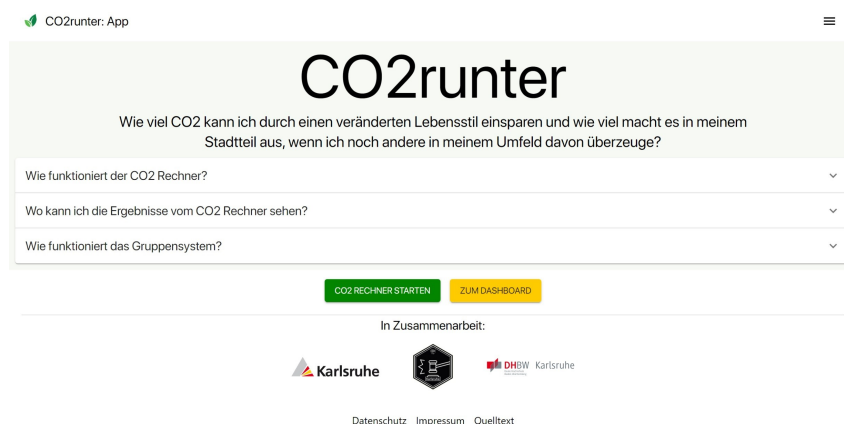 CO2runter: App
CO2runter
Wie viel CO2 kann ich durch einen veränderten Lebensstil einsparen und wie viel macht es in meinem
Stadtteil aus, wenn ich noch andere in meinem Umfeld davon überzeuge?
Wie funktioniert der CO2 Rechner?
Wo kann ich die Ergebnisse vom CO2 Rechner sehen?
Wie funktioniert das Gruppensystem?
CO2 RECHNER STARTEN ZUM DASHBOARD
In Zusammenarbeit:
Karlsruhe
DHBW Karlsruhe
Datenschutz Impressum Quelltext